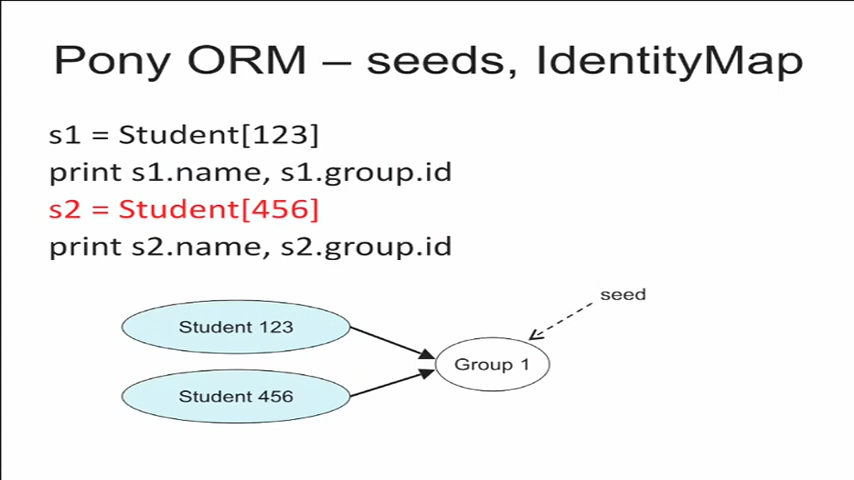 Pony ORM – seeds, IdentityMap
s1 = Student[123]
print s1.name, s1.group.id
s2 = Student[456]
print s2.name, s2.group.id
seed
Student 123
Group 1
Student 456